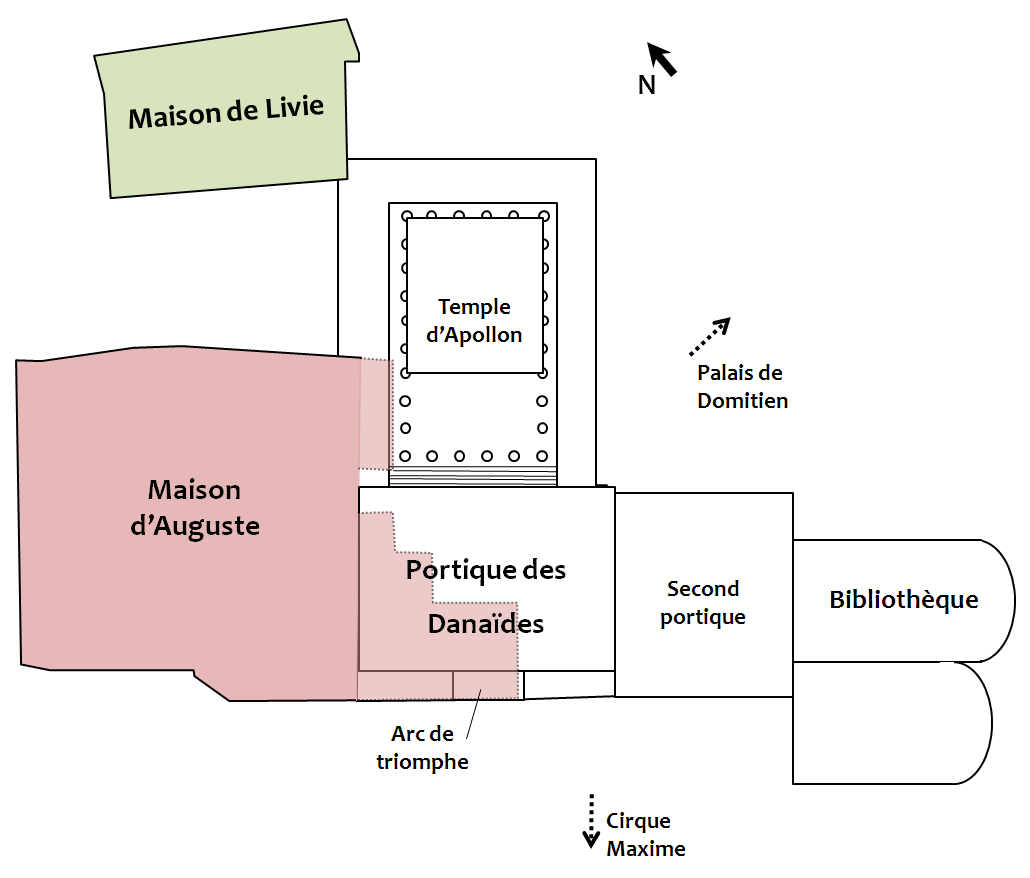 Maison de Livie
N
Temple
d’Apollon
Palais de
Domitien
Maison
d’Auguste
Portique des
Danaïdes
Second
portique
Bibliothèque
Arc de
triomphe
Cirque
Maxime